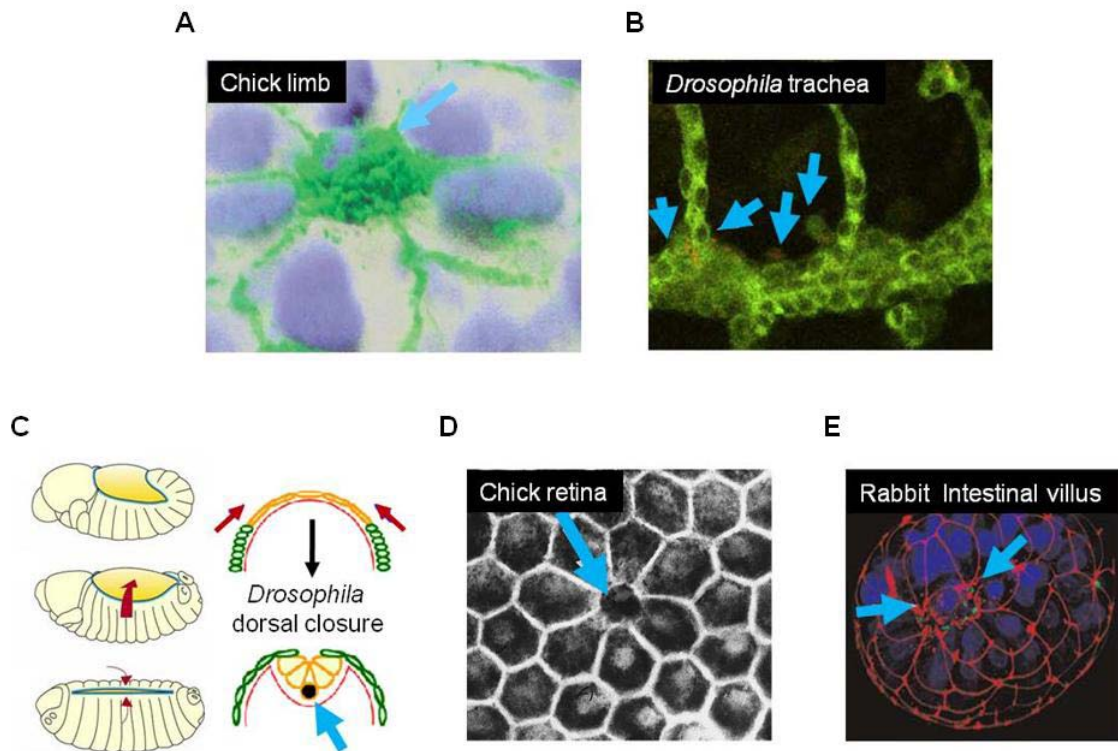 A
Chick limb
B
Drosophila trachea
C
Drosophila
dorsal closure
D
Chick retina
E
Rabbit Intestinal villus